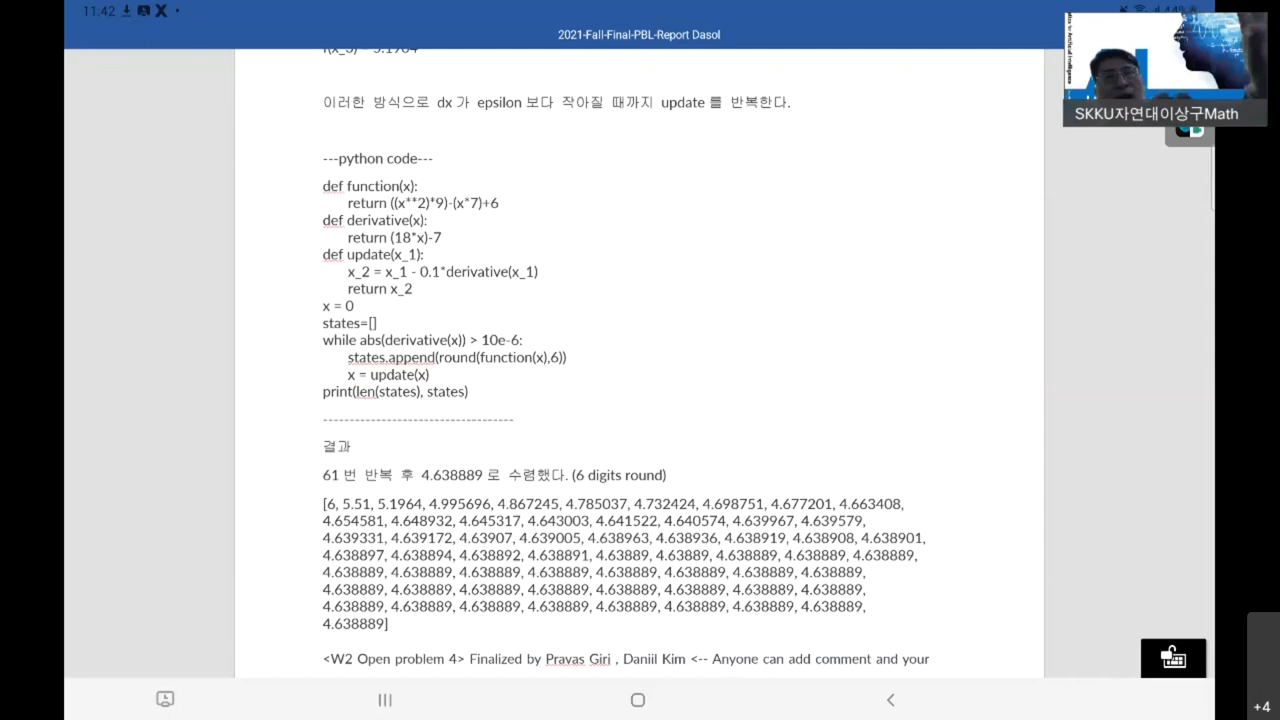 11:42
44%
2021-Fall-Final-PBL-Report Dasol
SKKU자연대이상구Math
이러한 방식으로 dx 가 epsilon 보다 작아질 때까지 update 를 반복한다.
---python code---
def function(x):
return ((x**2)*9)-(x*7)+6
def derivative(x):
return (18*x)-7
def update(x_1):
x_2 = x_1 - 0.1*derivative(x_1)
return x_2
x = 0
states=[]
while abs(derivative(x)) > 10e-6:
states.append(round(function(x),6))
x = update(x)
print(len(states), states)
-----------------------------------
결과
61 번 반복 후 4.638889 로 수렴했다. (6 digits round)
[6, 5.51, 5.1964, 4.995696, 4.867245, 4.785037, 4.732424, 4.698751, 4.677201, 4.663408,
4.654581, 4.648932, 4.645317, 4.643003, 4.641522, 4.640574, 4.639967, 4.639579,
4.639331, 4.639172, 4.63907, 4.639005, 4.638963, 4.638936, 4.638919, 4.638908, 4.638901,
4.638897, 4.638894, 4.638892, 4.638891, 4.63889, 4.63889, 4.638889, 4.638889, 4.638889,
4.638889, 4.638889, 4.638889, 4.638889, 4.638889, 4.638889, 4.638889, 4.638889,
4.638889, 4.638889, 4.638889, 4.638889, 4.638889, 4.638889, 4.638889, 4.638889,
4.638889, 4.638889, 4.638889, 4.638889, 4.638889, 4.638889, 4.638889, 4.638889,
4.638889]
<W2 Open problem 4> Finalized by Pravas Giri , Daniil Kim <-- Anyone can add comment and your
+4